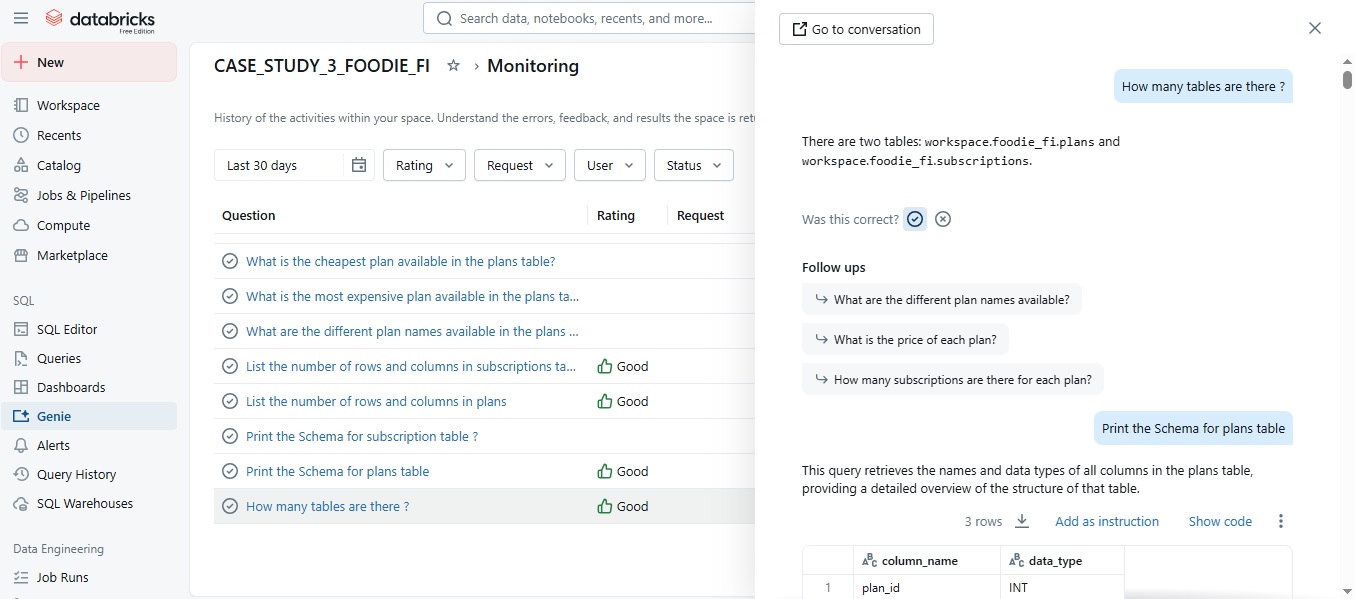 databricks
Free Edition
Search data, notebooks, recents, and more...
New
Workspace
Recents
Catalog
Jobs & Pipelines
Compute
Marketplace
SQL
SQL Editor
Queries
Dashboards
Genie
Alerts
Query History
SQL Warehouses
Data Engineering
Job Runs
CASE_STUDY_3_FOODIE_FI › Monitoring
History of the activities within your space. Understand the errors, feedback, and results the space is
Last 30 days
Rating
Request
User
Status
Question Rating Request
What is the cheapest plan available in the plans table?
What is the most expensive plan available in the plans ta...
What are the different plan names available in the plans ...
List the number of rows and columns in subscriptions ta... Good
List the number of rows and columns in plans Good
Print the Schema for subscription table ?
Print the Schema for plans table Good
How many tables are there ? Good
Go to conversation
How many tables are there ?
There are two tables: workspace.foodie_fi.plans and
workspace.foodie_fi.subscriptions.
Was this correct?
Follow ups
What are the different plan names available?
What is the price of each plan?
How many subscriptions are there for each plan?
Print the Schema for plans table
This query retrieves the names and data types of all columns in the plans table,
providing a detailed overview of the structure of that table.
3 rows Add as instruction Show code
column_name data_type
1 plan_id INT